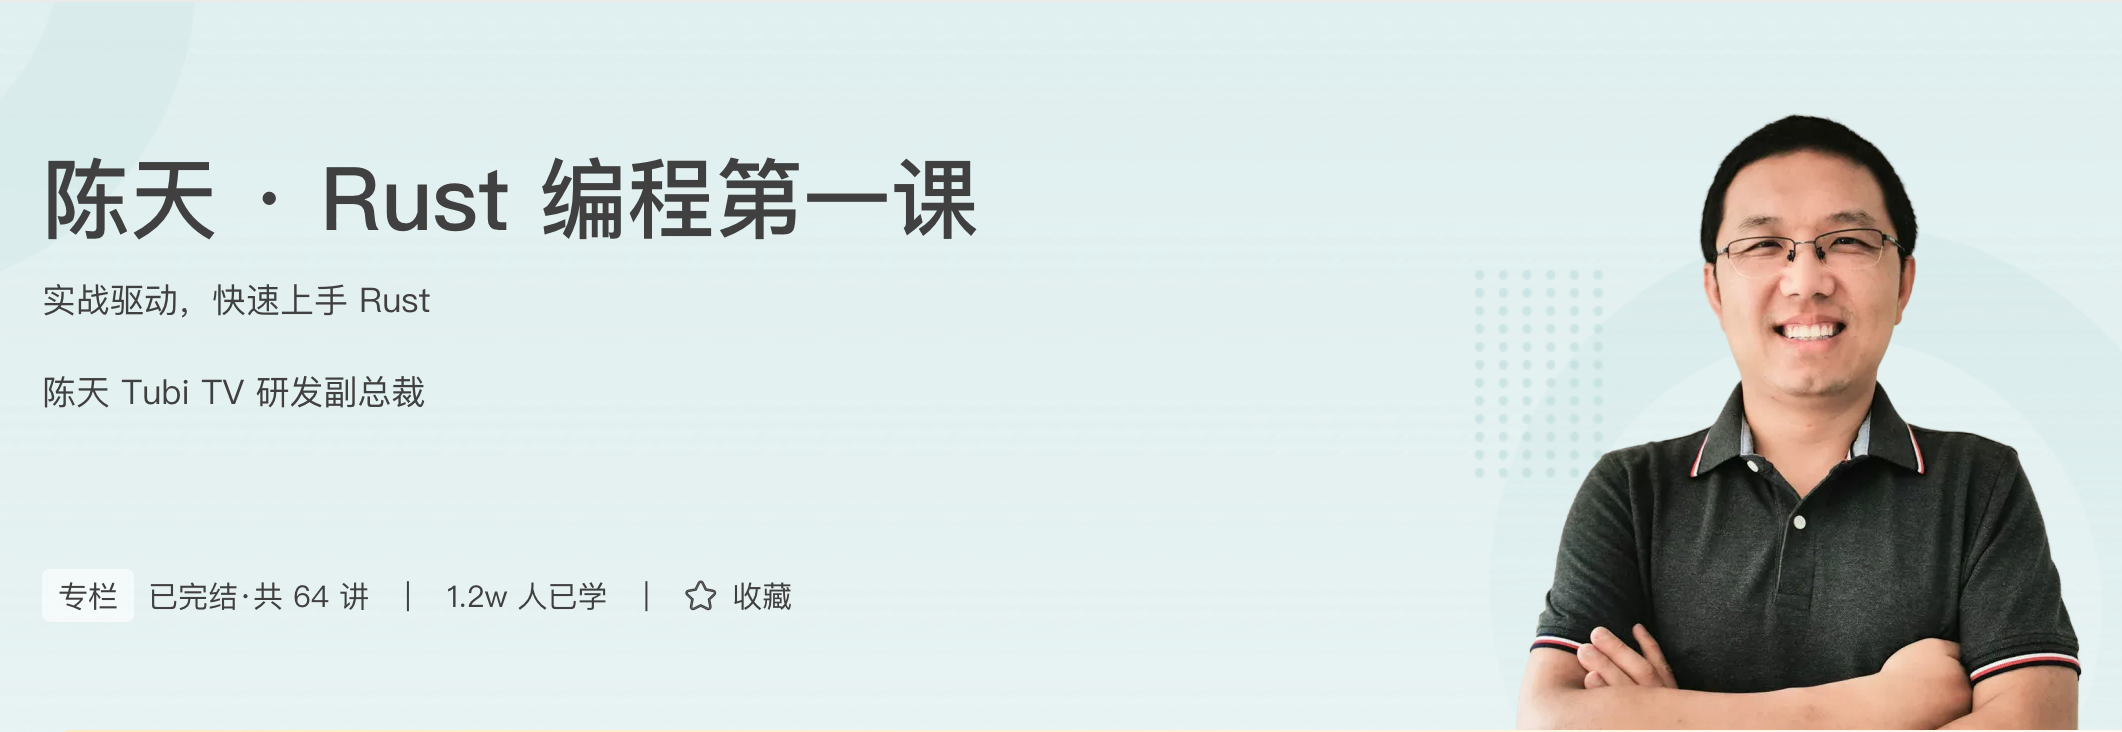 陈天 · Rust 编程第一课
实战驱动，快速上手 Rust
陈天 Tubi TV 研发副总裁
专栏 已完结·共 64 讲 | 1.2w 人已学 | 收藏